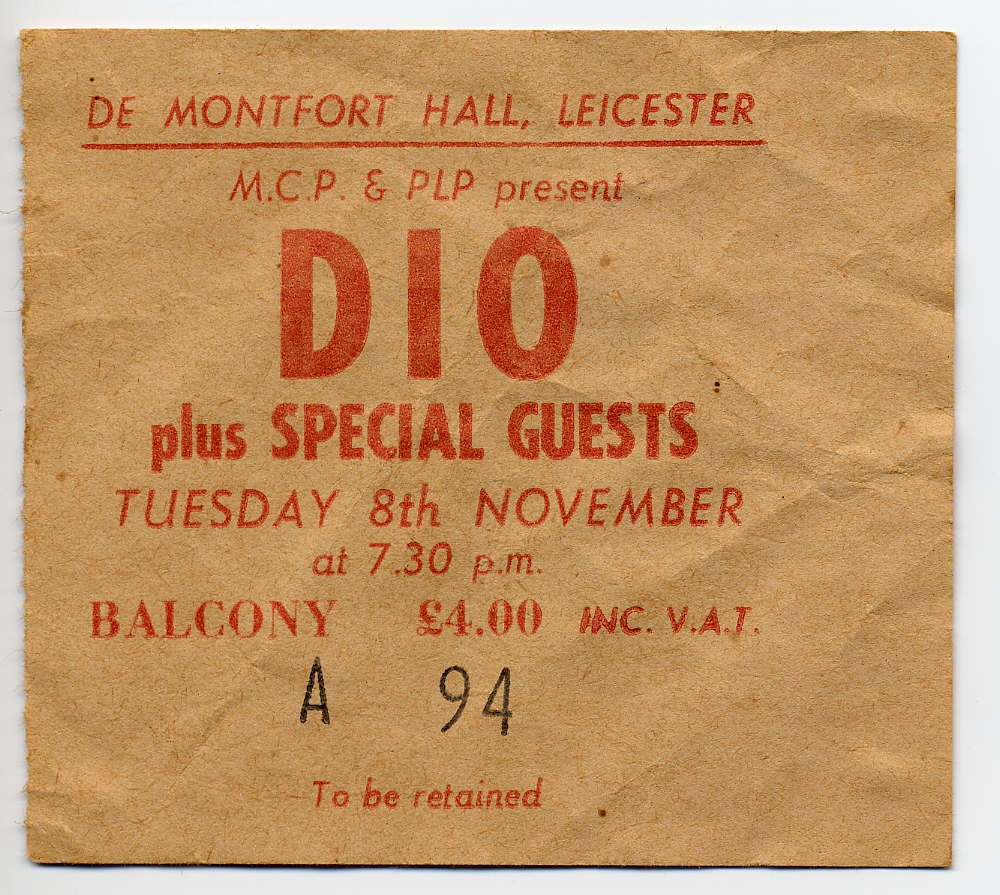 DE MONTFORT HALL, LEICESTER
M.C.P. & PLP present
DIO
plus SPECIAL GUESTS
TUESDAY 8th NOVEMBER
at 7.30 p.m.
BALCONY £4.00 INC. V.A.T.
A 94
To be retained